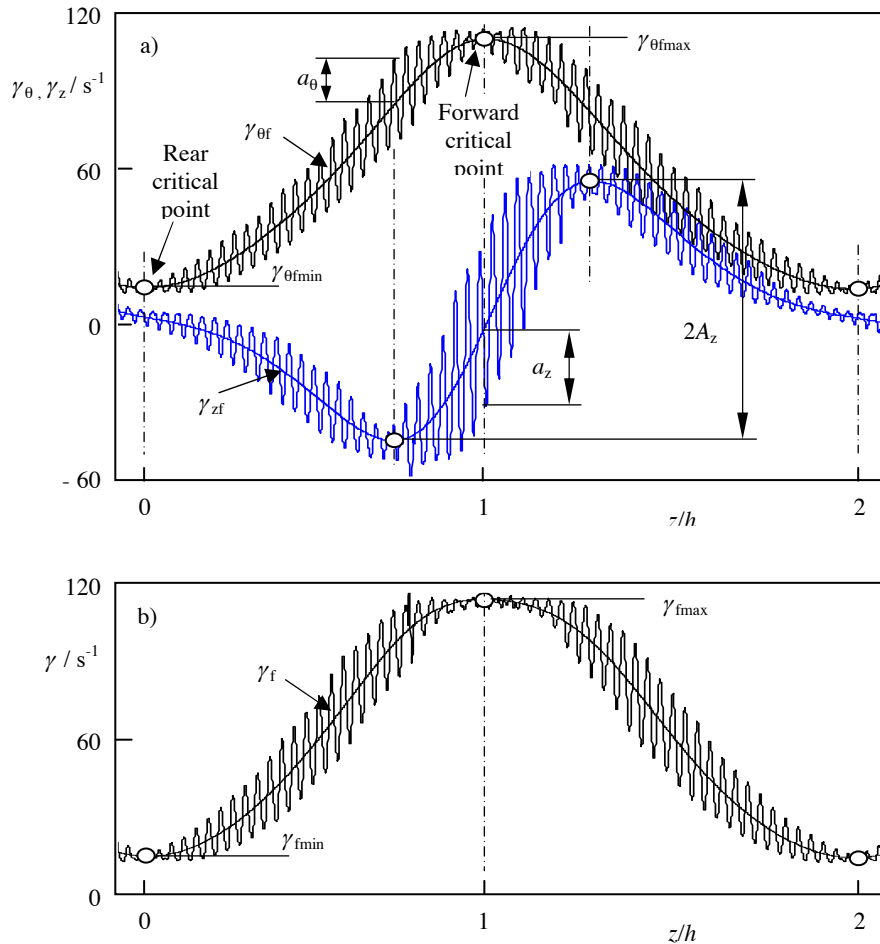 120
a)
γθfmax
aθ
γθ , γz / s-1
Forward
critical
point
γθf
60
Rear
critical
point
γθfmin
0
2Az
az
γzf
- 60
0
1
z/h
2
120
b)
γfmax
γ / s-1
γf
60
γfmin
0
0
1
z/h
2